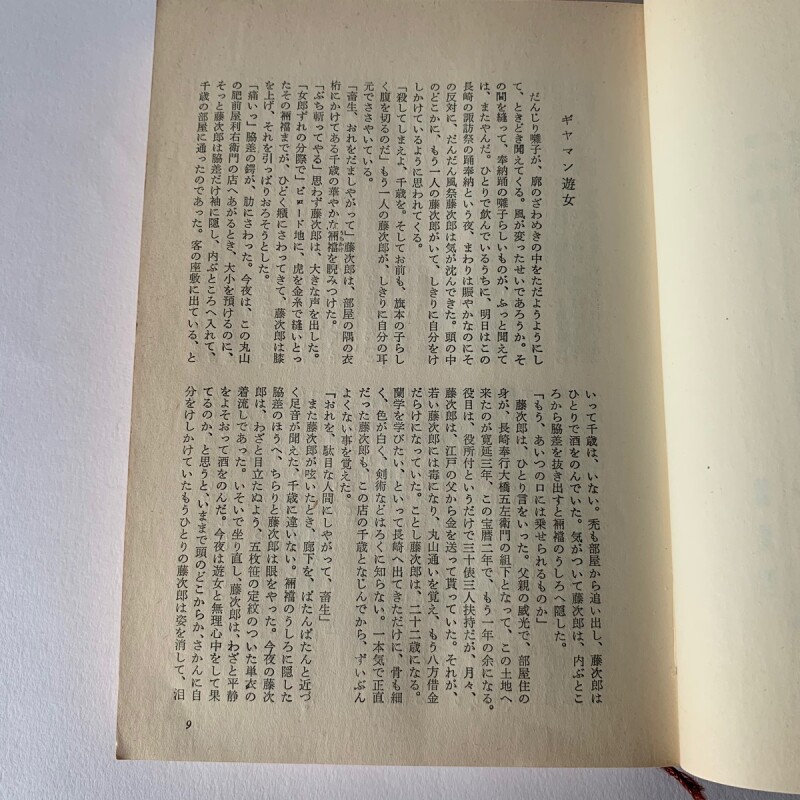 ギヤマン遊女
だんじり囃子が、廓のざわめきの中をただようようにし
て、ときどき聞えてくる。風が変ったせいであろうか。そ
の間を縫って、奉納踊の囃子らしいものが、ふっと聞えて
は、またやんだ。ひとりで飲んでいるうちに、明日はこの
長崎の諏訪祭の踊奉納という夜、まわりは賑やかなのにそ
の反対に、だんだん風祭藤次郎は気が沈んできた。頭の中
のどこかに、もう一人の藤次郎がいて、しきりに自分をけ
しかけているように思われてくる。
「殺してしまえよ、千歳を。そしてお前も、旗本の子らし
く腹を切るのだ」もう一人の藤次郎が、しきりに自分の耳
元でささやいている。
「畜生、おれをだましやがって」藤次郎は、部屋の隅の衣
桁にかけてある千歳の華やかな裲襠を睨みつけた。
「ぶち斬ってやる」思わず藤次郎は、大きな声を出した。
「女郎ずれの分際で」ビロード地に、虎を金糸で縫いとっ
たその裲襠までが、ひどく癪にさわってきて、藤次郎は膝
を上げ、それを引っぱりおろそうとした。
「痛いっ」脇差の鍔が、肋にさわった。今夜は、この丸山
の肥前屋利右衛門の店へあがるとき、大小を預けるのに、
そっと藤次郎は脇差だけ袖に隠し、内ぶところへ入れて、
千歳の部屋に通ったのであった。客の座敷に出ている、と
いって千歳は、いない。禿も部屋から追い出し、藤次郎は
ひとりで酒をのんでいた。気がついて藤次郎は、内ぶとこ
ろから脇差を抜き出すと裲襠のうしろへ隠した。
「もう、あいつの口には乗せられるものか」
藤次郎は、ひとり言をいった。父親の威光で、部屋住の
身が、長崎奉行大橋五左衛門の組下となって、この土地へ
来たのが寛延三年、この宝暦二年で、もう一年の余になる。
役目は、役所付というだけで三十俵三人扶持だが、月々、
藤次郎は、江戸の父から金を送って貰っていた。それが、
若い藤次郎には毒になり、丸山通いを覚え、もう八方借金
だらけになっていた。ことし藤次郎は、二十二歳になる。
蘭学を学びたい、といって長崎へ出てきただけに、骨も細
く、色が白く、剣術などはろくに知らない。一本気で正直
だった藤次郎も、この店の千歳となじんでから、ずいぶん
よくない事を覚えた。
「おれを、駄目な人間にしやがって、畜生」
また藤次郎が呟いたとき、廊下を、ぱたんぱたんと近づ
く足音が聞えた。千歳に違いない。裲襠のうしろに隠した
脇差のほうへ、ちらりと藤次郎は眼をやった。今夜の藤次
郎は、わざと目立たぬよう、五枚笹の定紋のついた単衣の
着流しであった。いそいで坐り直し、藤次郎は、わざと平静
をよそおって酒をのんだ。今夜は遊女と無理心中をして果
てるのか、と思うと、いままで頭のどこからか、さかんに自
分をけしかけていたもうひとりの藤次郎は姿を消して、泪
9